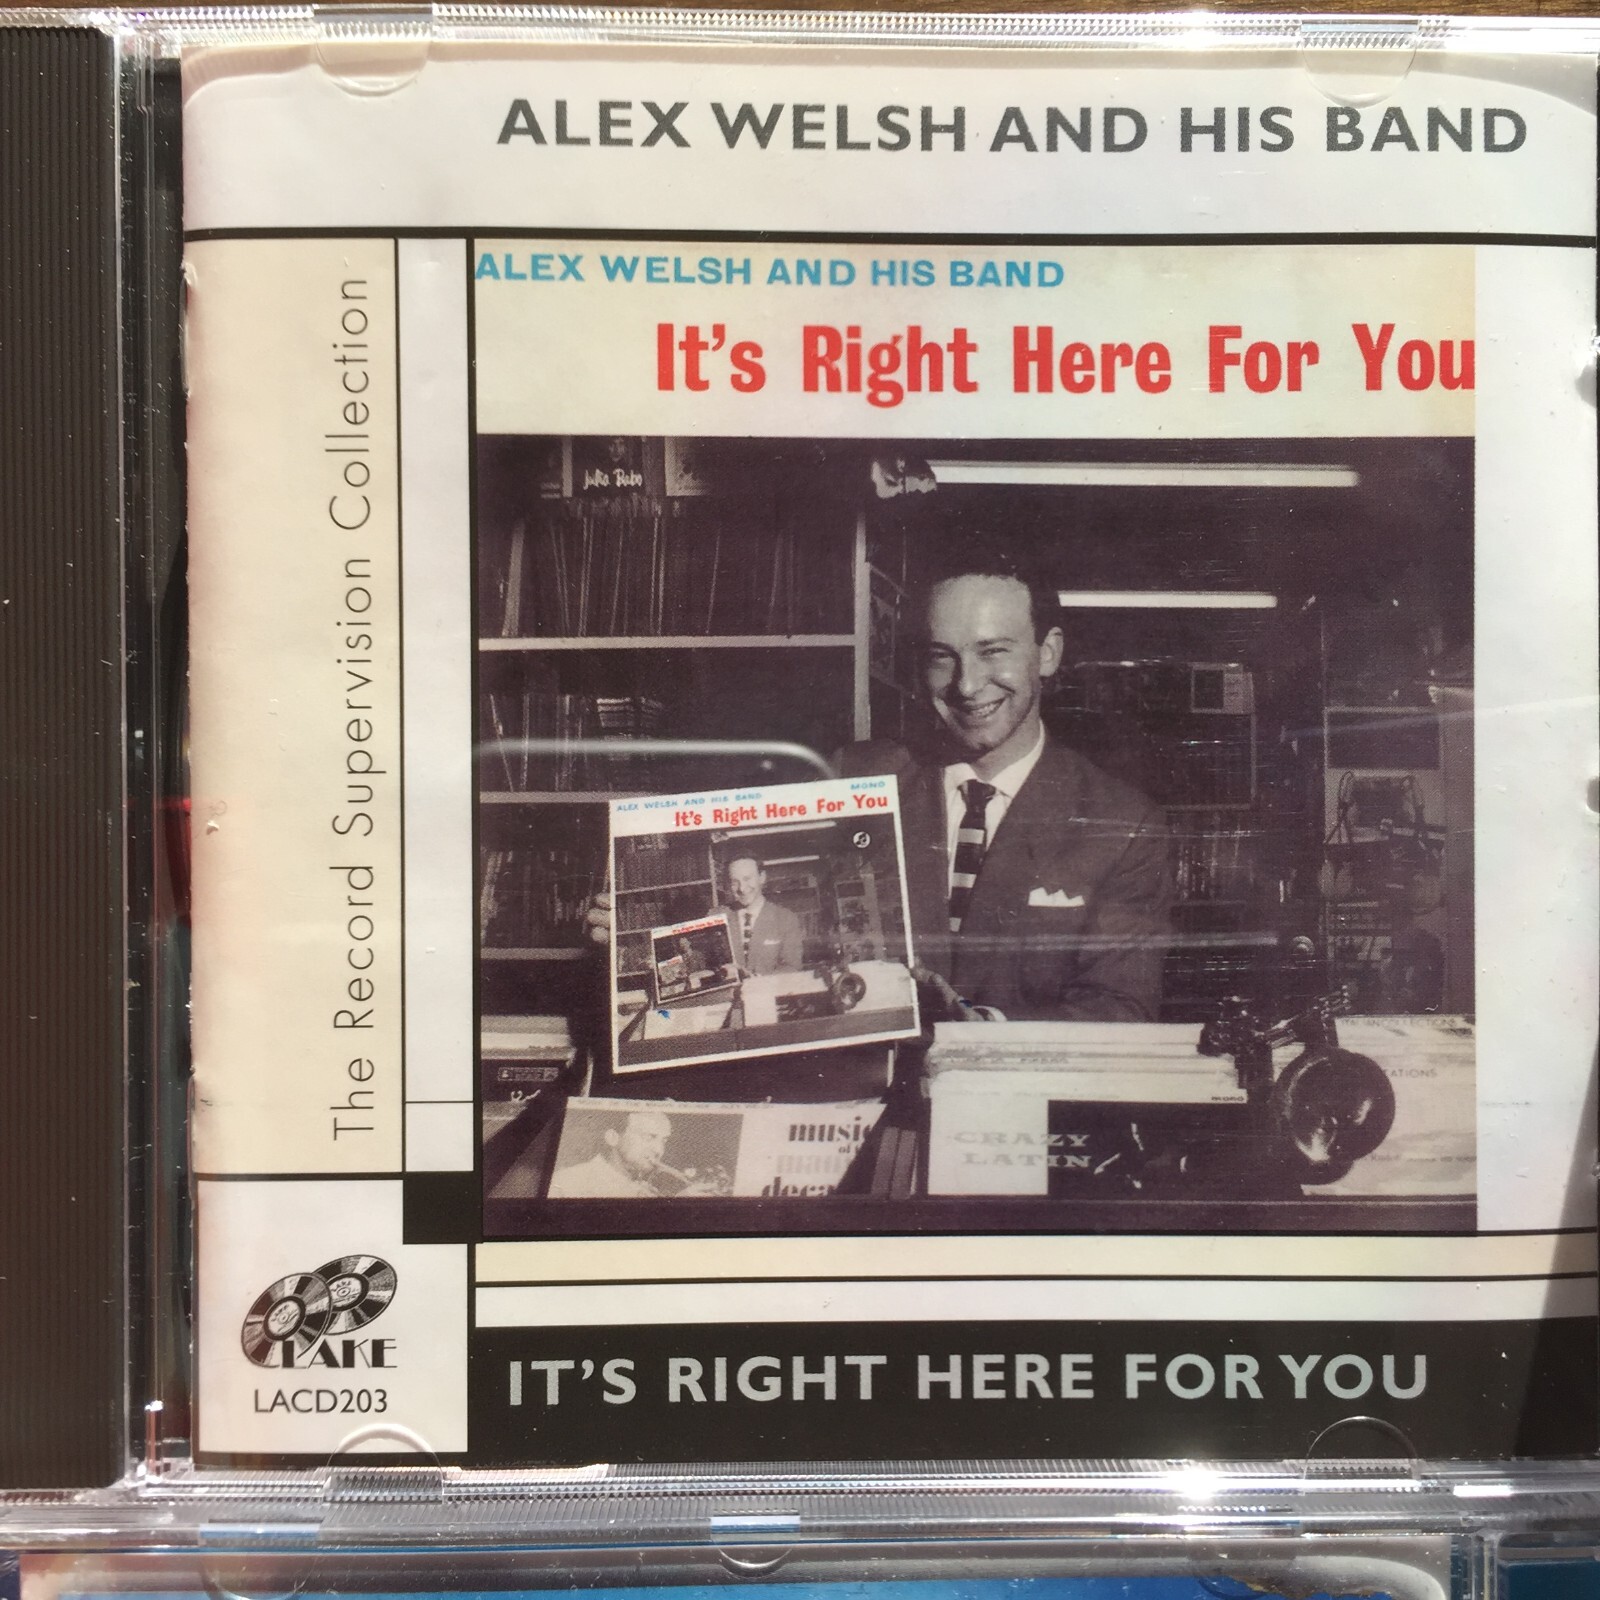 ALEX WELSH AND HIS BAND
The Record Supervision Collection
ALEX WELSH AND HIS BAND
It's Right Here For You
ALEX WELSH AND HIS BAND
MONO
It's Right Here For You
mono
CRAZY
LATIN
music
LAKE
LACD203
IT'S RIGHT HERE FOR YOU